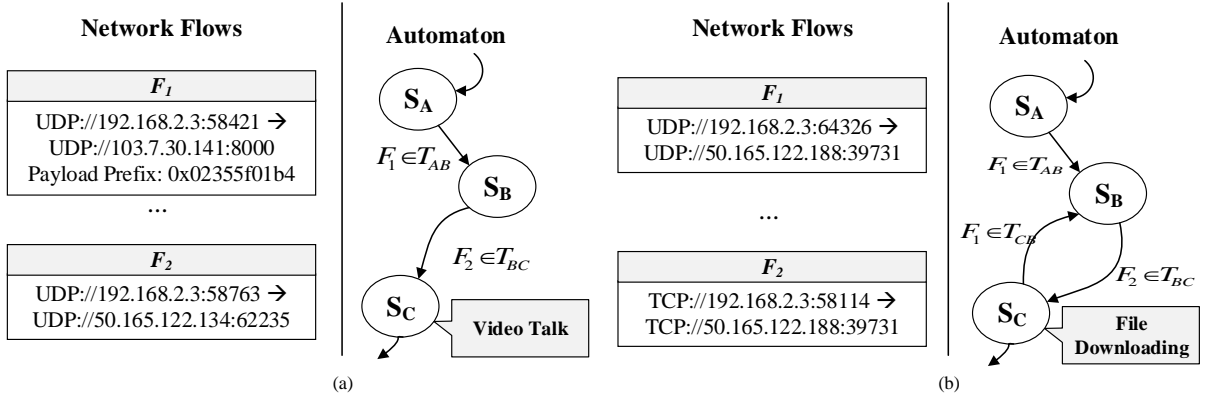 Network Flows
F1
UDP://192.168.2.3:58421 →
UDP://103.7.30.141:8000
Payload Prefix: 0x02355f01b4
...
F2
UDP://192.168.2.3:58763 →
UDP://50.165.122.134:62235
Automaton
SA
F1 ∈ TAB
SB
F2 ∈ TBC
SC
Video Talk
(a)
Network Flows
F1
UDP://192.168.2.3:64326 →
UDP://50.165.122.188:39731
...
F2
TCP://192.168.2.3:58114 →
TCP://50.165.122.188:39731
Automaton
SA
F1 ∈ TAB
SB
F1 ∈ TCB
F2 ∈ TBC
SC
File
Downloading
(b)